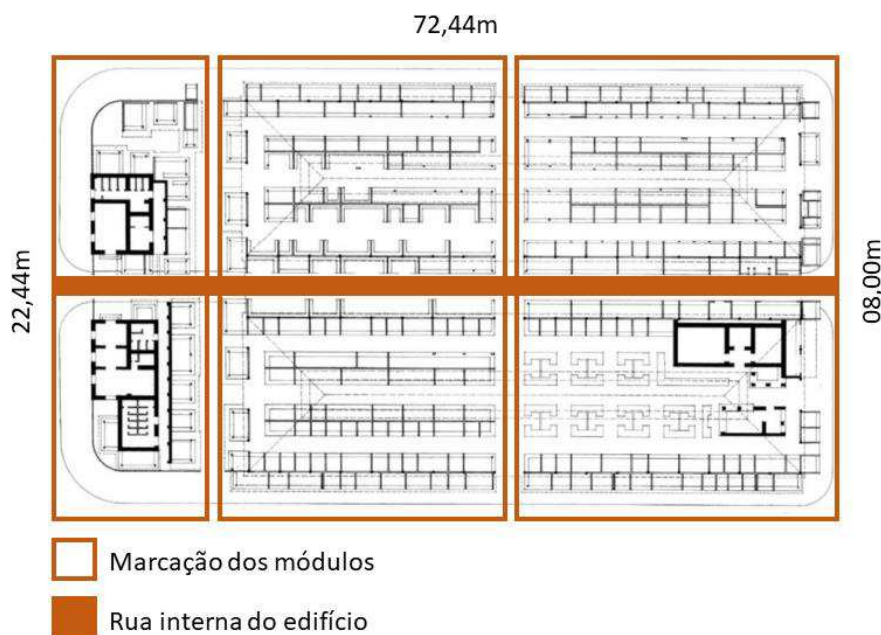 72,44m
22,44m
08,00m
Marcação dos módulos
Rua interna do edifício